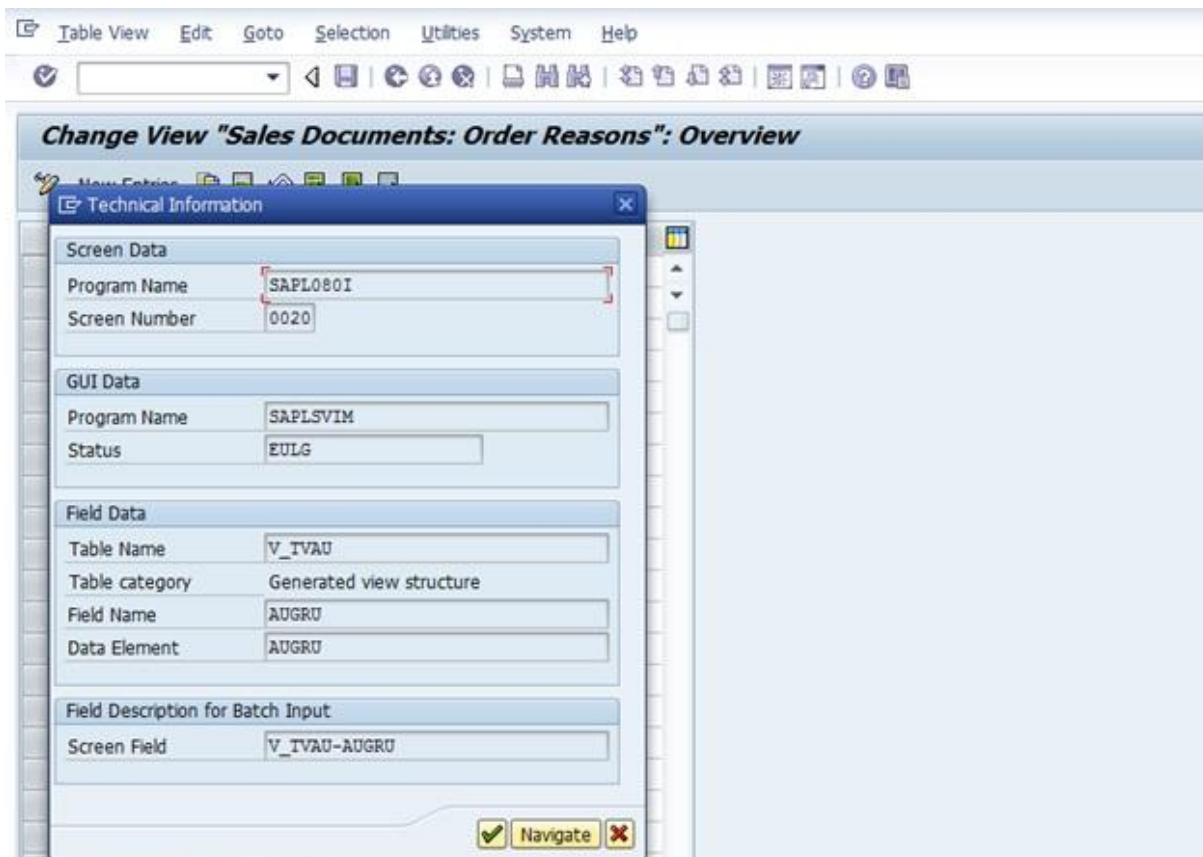 Table View Edit Goto Selection Utilities System Help
Change View "Sales Documents: Order Reasons": Overview
New Entries
Technical Information
Screen Data
Program Name SAPL080I
Screen Number 0020
GUI Data
Program Name SAPLSVIM
Status EULG
Field Data
Table Name V_TVAU
Table category Generated view structure
Field Name AUGRU
Data Element AUGRU
Field Description for Batch Input
Screen Field V_TVAU-AUGRU
Navigate